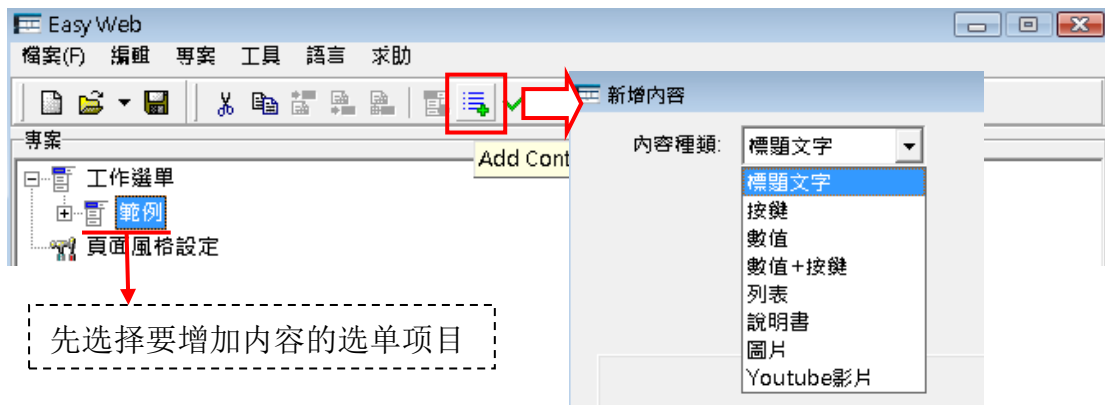 Easy Web
檔案(F) 編輯 專案 工具 語言 求助
新增內容
專案
Add Cont
內容種類: 標題文字
工作選單
標題文字
範例
按鍵
頁面風格設定
數值
數值+按鍵
列表
說明書
先选择要增加内容的选单项目
圖片
Youtube影片